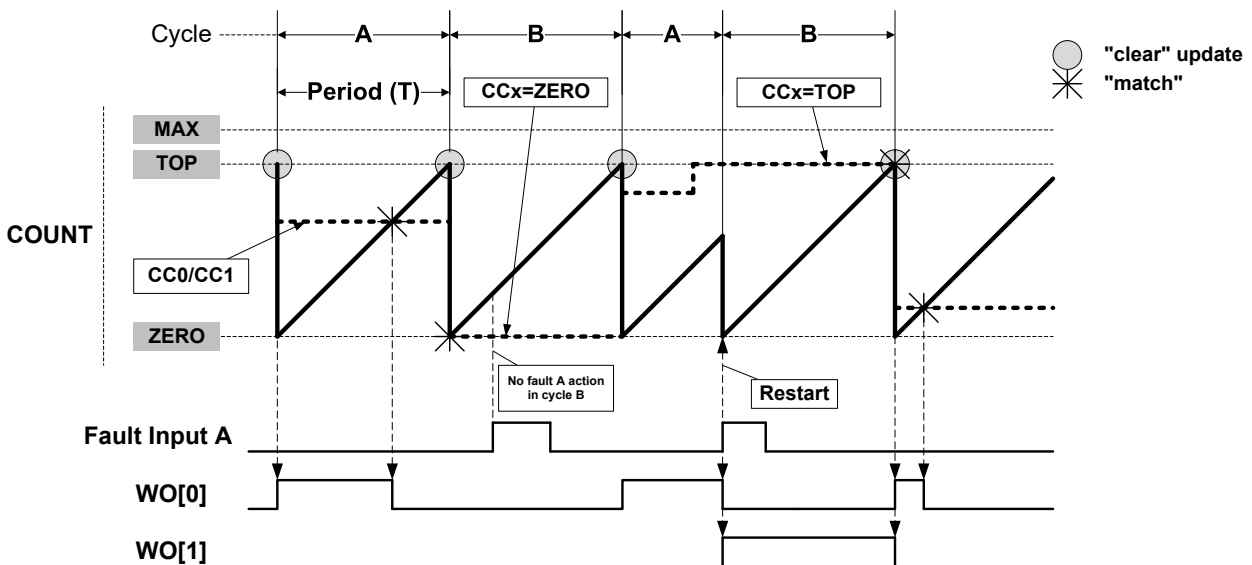 Cycle A B A B
"clear" update
"match"
Period (T)
CCx=ZERO
CCx=TOP
MAX
TOP
COUNT
CC0/CC1
ZERO
No fault A action
in cycle B
Restart
Fault Input A
WO[0]
WO[1]